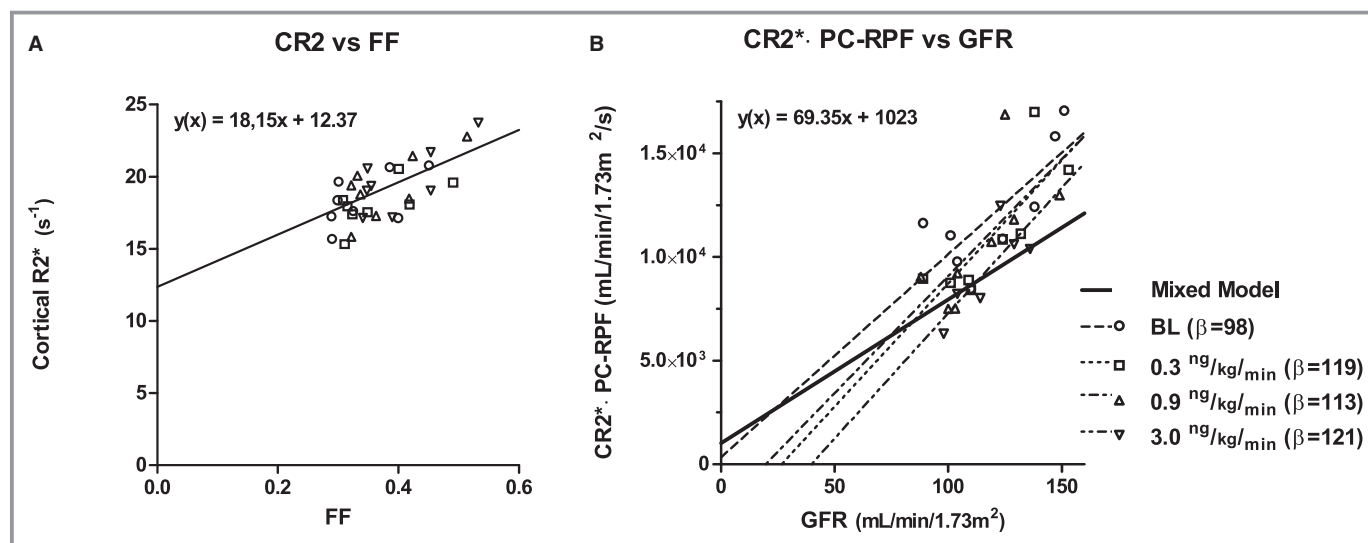 A
CR2 vs FF
y(x) = 18,15x + 12.37
25
20
15
10
5
0
0.0
0.2
0.4
0.6
Cortical R2* (s-1)
FF
B
CR2*· PC-RPF vs GFR
y(x) = 69.35x + 1023
1.5×10⁴
1.0×10⁴
5.0×10³
0
0
50
100
150
CR2*· PC-RPF (mL/min/1.73m ²/s)
GFR (mL/min/1.73m²)
Mixed Model
BL (β=98)
0.3 ng/kg/min (β=119)
0.9 ng/kg/min (β=113)
3.0 ng/kg/min (β=121)